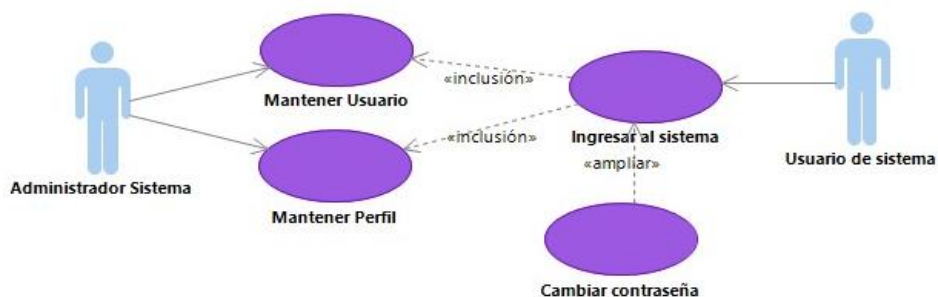 «inclusión»
Mantener Usuario
«inclusión»
Ingresar al sistema
«ampliar»
Usuario de sistema
Administrador Sistema
Mantener Perfil
Cambiar contraseña